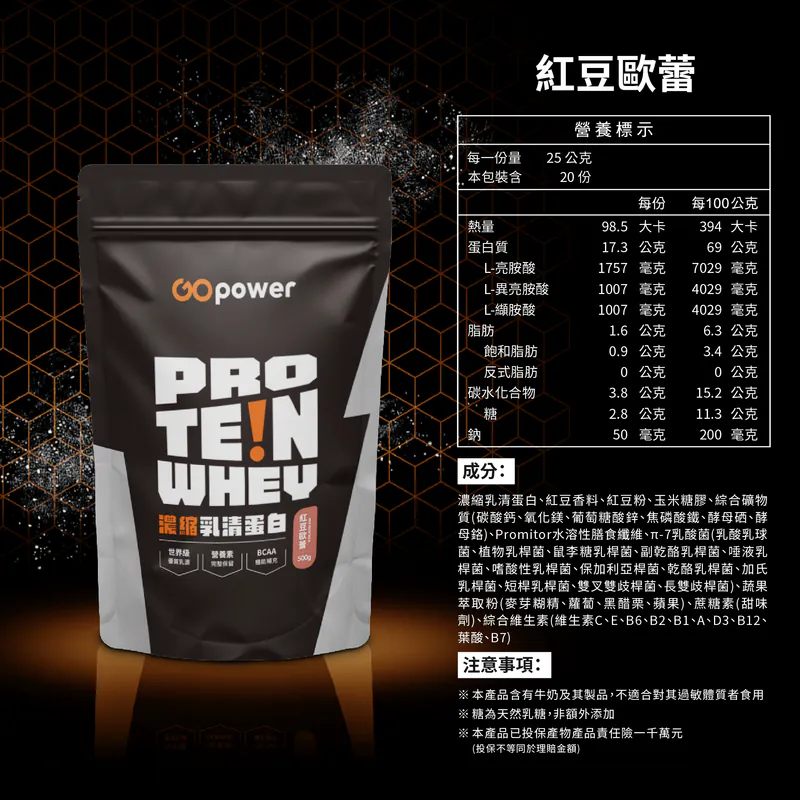 紅豆歐蕾
營養標示
每一份量 25 公克
本包裝含 20 份
每份 每100公克
熱量 98.5 大卡 394 大卡
蛋白質 17.3 公克 69 公克
L-亮胺酸 1757 毫克 7029 毫克
L-異亮胺酸 1007 毫克 4029 毫克
L-纈胺酸 1007 毫克 4029 毫克
脂肪 1.6 公克 6.3 公克
飽和脂肪 0.9 公克 3.4 公克
反式脂肪 0 公克 0 公克
碳水化合物 3.8 公克 15.2 公克
糖 2.8 公克 11.3 公克
鈉 50 毫克 200 毫克
成分：
濃縮乳清蛋白、紅豆香料、紅豆粉、玉米糖膠、綜合礦物
質(碳酸鈣、氧化鎂、葡萄糖酸鋅、焦磷酸鐵、酵母硒、酵
母鉻)、Promitor水溶性膳食纖維、π-7乳酸菌(乳酸乳球
菌、植物乳桿菌、鼠李糖乳桿菌、副乾酪乳桿菌、唾液乳
桿菌、嗜酸性乳桿菌、保加利亞桿菌、乾酪乳桿菌、加氏
乳桿菌、短桿乳桿菌、雙叉雙歧桿菌、長雙歧桿菌)、蔬果
萃取粉(麥芽糊精、蘿蔔、黑醋栗、蘋果)、蔗糖素(甜味
劑)、綜合維生素(維生素C、E、B6、B2、B1、A、D3、B12、
葉酸、B7)
注意事項：
※ 本產品含有牛奶及其製品，不適合對其過敏體質者食用
※ 糖為天然乳糖，非額外添加
※ 本產品已投保產物產品責任險一千萬元
(投保不等同於理賠金額)
GOpower
PRO
TE!N
WHEY
濃縮乳清蛋白
世界級
優質乳源
營養素
完整保留
BCAA
機能補充
紅豆歐蕾
500g